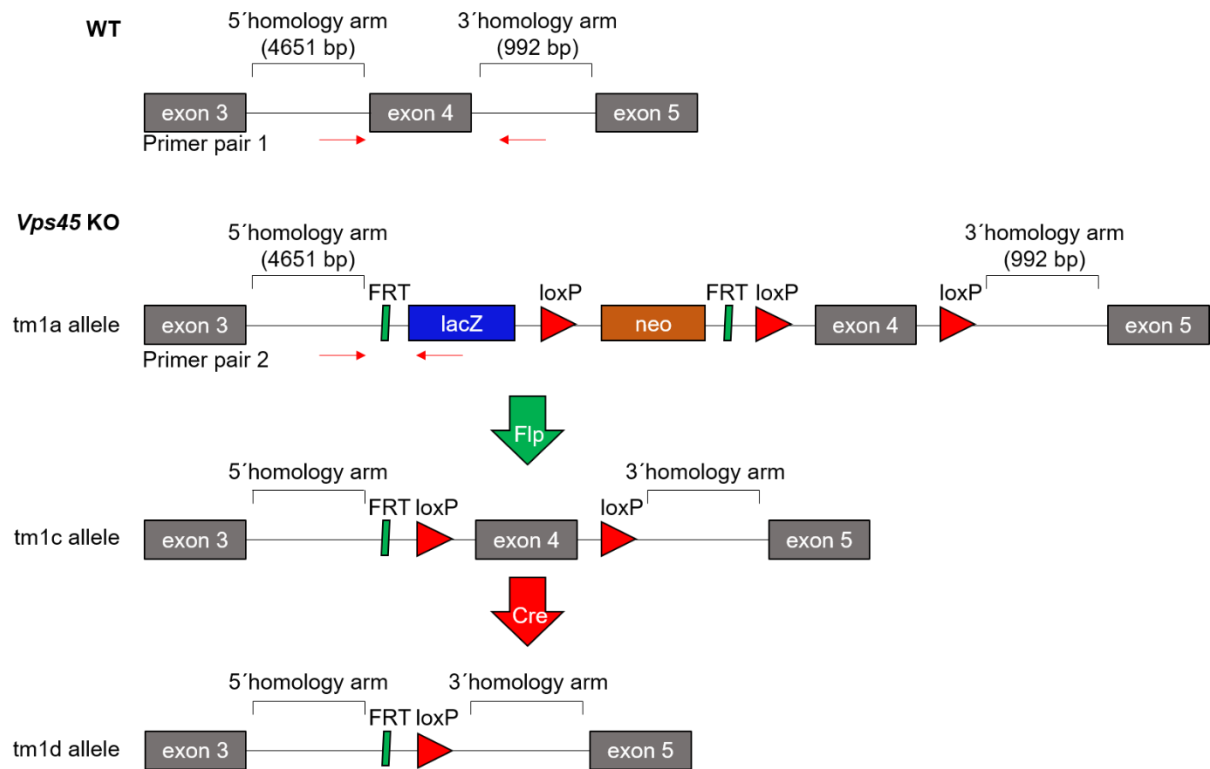 WT
5´homology arm
(4651 bp)
3´homology arm
(992 bp)
exon 3
exon 4
exon 5
Primer pair 1
Vps45 KO
5´homology arm
(4651 bp)
3´homology arm
(992 bp)
FRT
loxP
FRT
loxP
loxP
tm1a allele
exon 3
lacZ
neo
exon 4
exon 5
Primer pair 2
Flp
5´homology arm
3´homology arm
FRT
loxP
loxP
tm1c allele
exon 3
exon 4
exon 5
Cre
5´homology arm
3´homology arm
FRT
loxP
tm1d allele
exon 3
exon 5